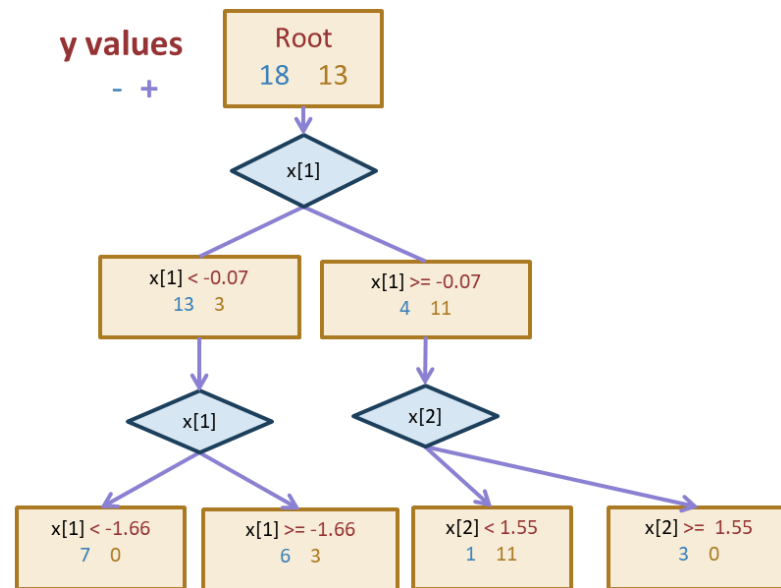 y values
- +
Root
18 13
x[1]
x[1] < -0.07
13 3
x[1] >= -0.07
4 11
x[1]
x[2]
x[1] < -1.66
7 0
x[1] >= -1.66
6 3
x[2] < 1.55
1 11
x[2] >= 1.55
3 0